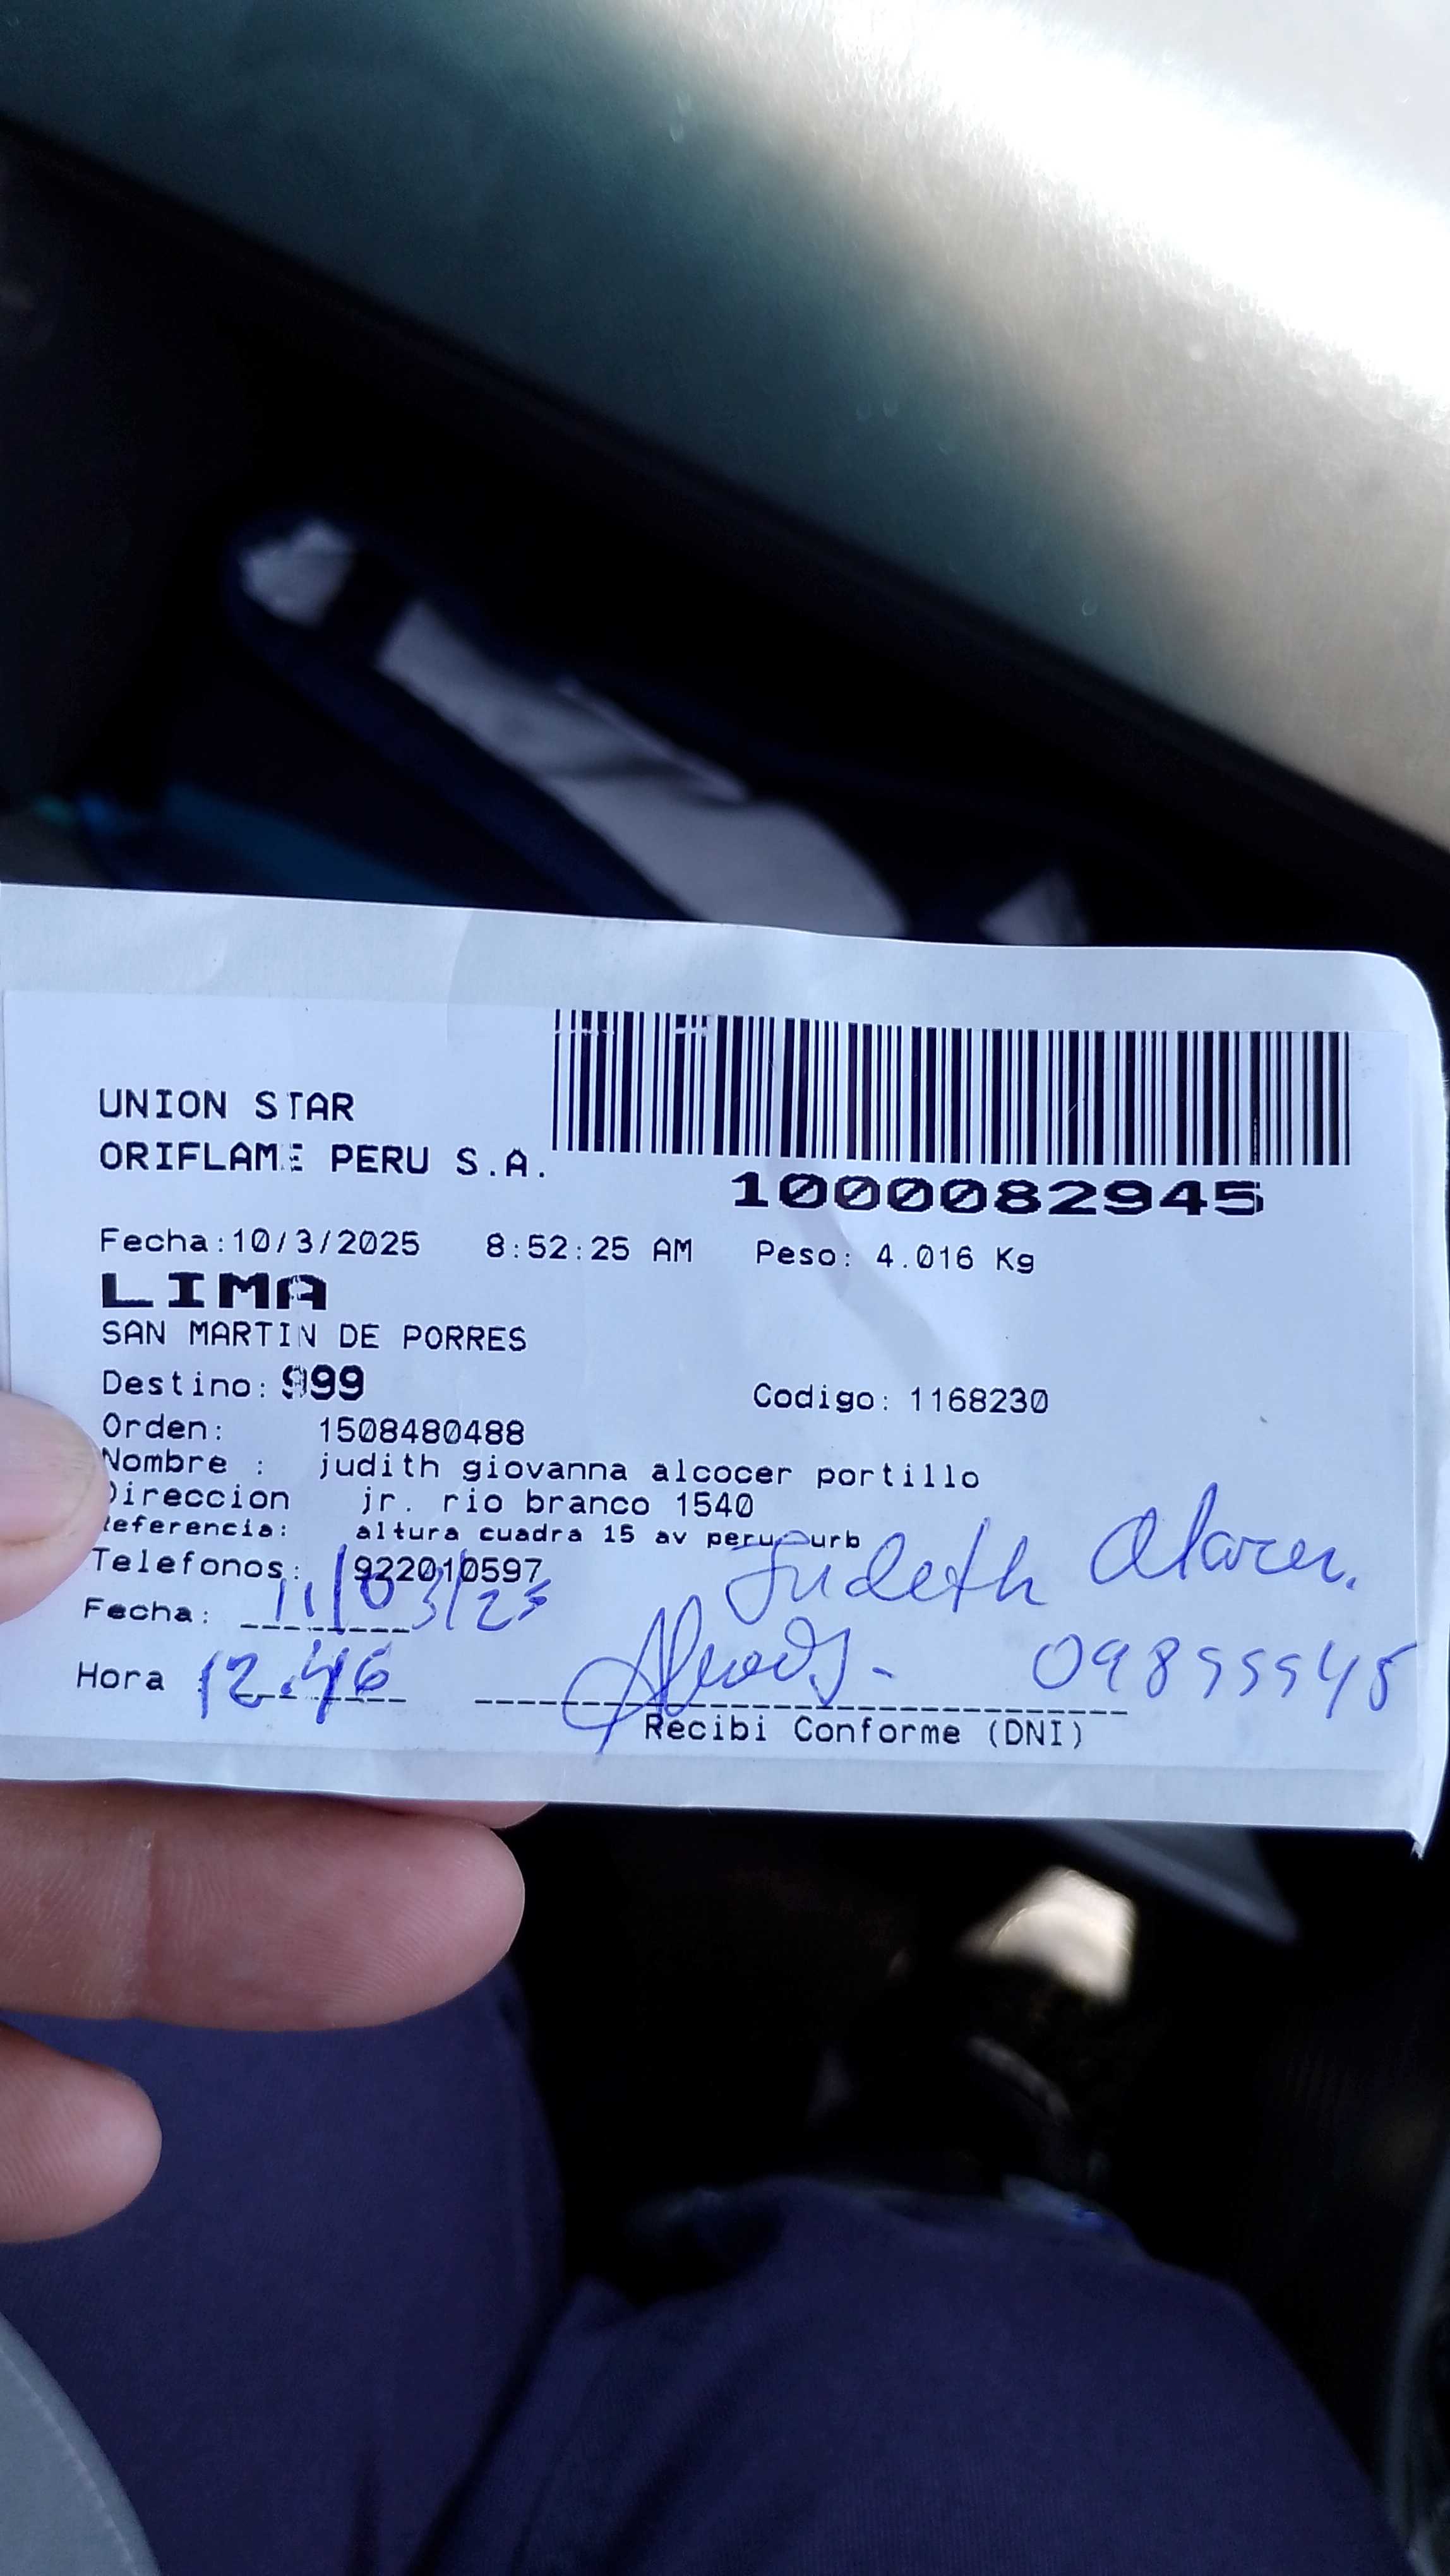 UNION STAR
ORIFLAME PERU S.A.
1000082945
Fecha:10/3/2025 8:52:25 AM Peso: 4.016 Kg
LIMA
SAN MARTIN DE PORRES
Destino: 999 Codigo: 1168230
Orden: 1508480488
Nombre : judith giovanna alcocer portillo
Direccion jr. rio branco 1540
Referencia: altura cuadra 15 av peru urb
Telefonos: 922010597
Judeth Alcocer.
Fecha: 11/03/25
Hora 12.46 09899945
Recibi Conforme (DNI)